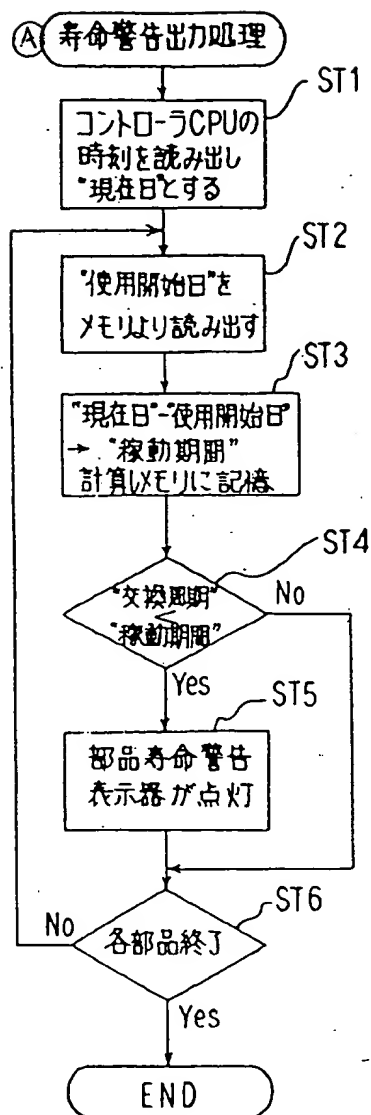 A 寿命警告出力処理
ST1
コントローラCPUの
時刻を読み出し
"現在日"とする
ST2
"使用開始日"を
メモリより読み出す
ST3
"現在日"-"使用開始日"
→ "稼動期間"
計算しメモリに記憶
ST4
"交換周期"
<
"稼動期間"
No
Yes
ST5
部品寿命警告
表示器が点灯
ST6
各部品終了
No
Yes
END